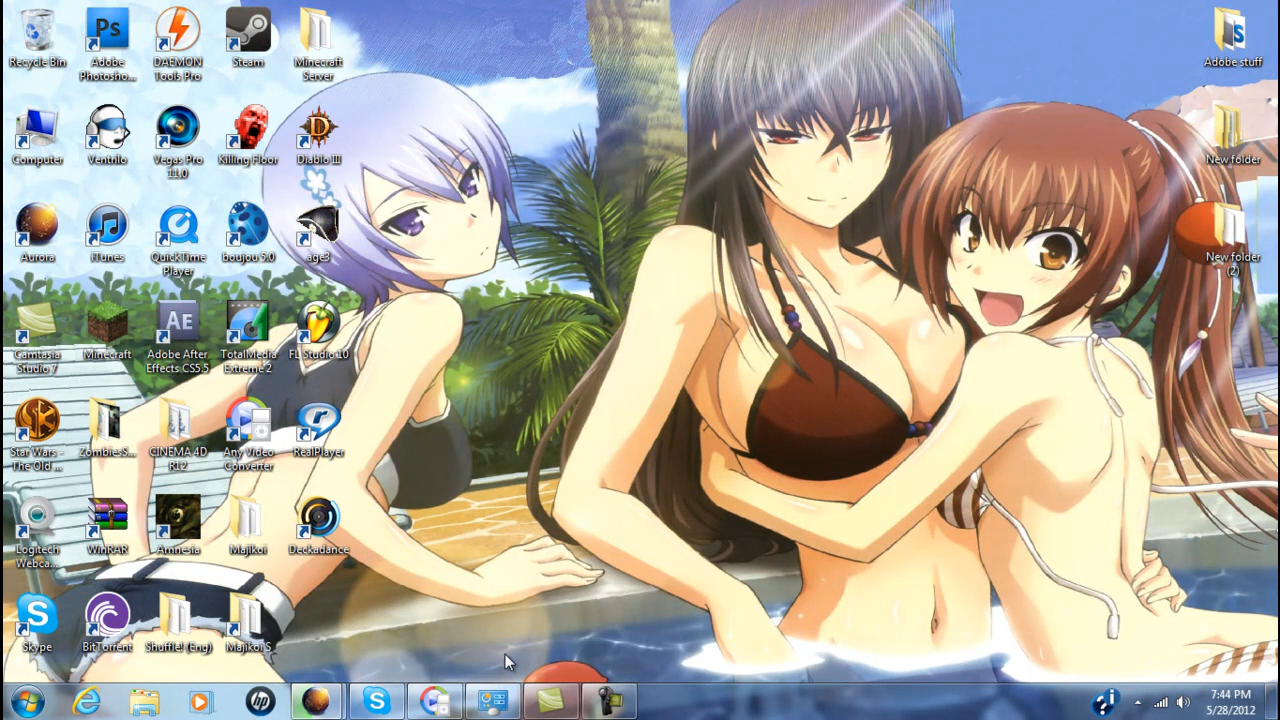 Recycle Bin
Adobe
Photosho...
DAEMON
Tools Pro
Steam
Minecraft
Server
Adobe stuff
Computer
Ventrilo
Vegas Pro
11.0
Killing Floor
Diablo III
New folder
Aurora
iTunes
QuickTime
Player
boujou 5.0
age3
New folder
(2)
Camtasia
Studio 7
Minecraft
Adobe After
Effects CS5.5
TotalMedia
Extreme 2
FL Studio 10
Star Wars -
The Old ...
ZombiesS...
CINEMA 4D
R12
Any Video
Converter
RealPlayer
Logitech
Webca...
WinRAR
Amnesia
Majikoi
Deckadance
Skype
BitTorrent
Shuffle! (Eng)
Majikoi S
7:44 PM
5/28/2012